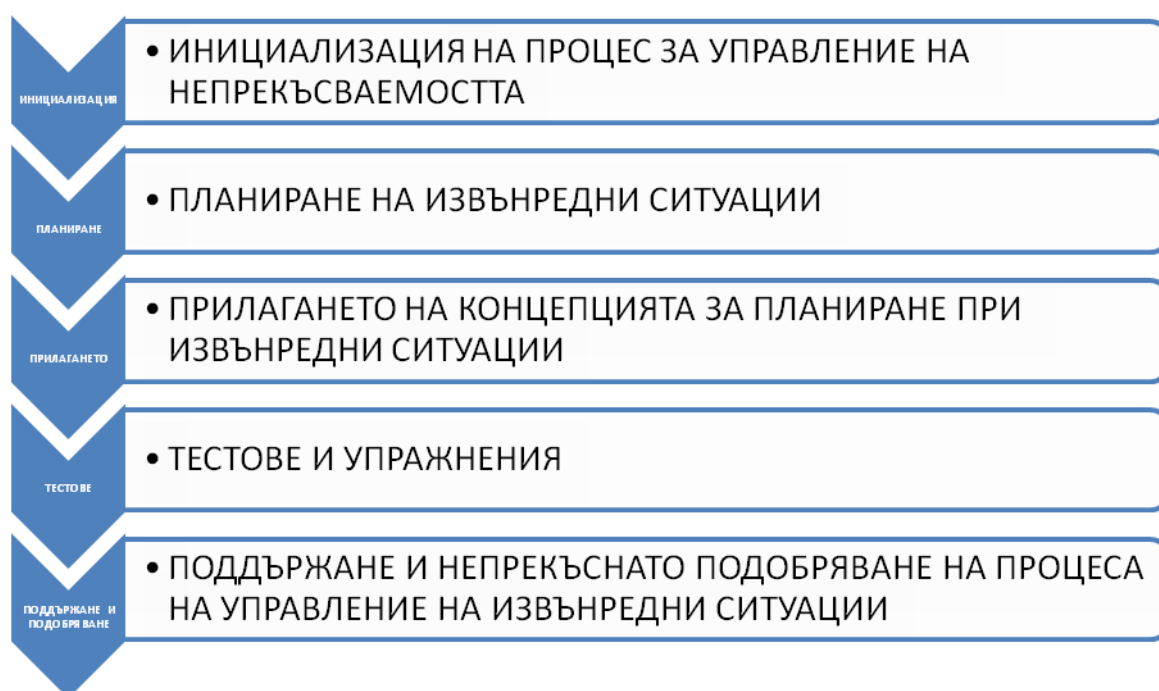 ИНИЦИАЛИЗАЦИЯ
• ИНИЦИАЛИЗАЦИЯ НА ПРОЦЕС ЗА УПРАВЛЕНИЕ НА
НЕПРЕКЪСВАЕМОСТТА
ПЛАНИРАНЕ
• ПЛАНИРАНЕ НА ИЗВЪНРЕДНИ СИТУАЦИИ
ПРИЛАГАНЕТО
• ПРИЛАГАНЕТО НА КОНЦЕПЦИЯТА ЗА ПЛАНИРАНЕ ПРИ
ИЗВЪНРЕДНИ СИТУАЦИИ
ТЕСТОВЕ
• ТЕСТОВЕ И УПРАЖНЕНИЯ
ПОДДЪРЖАНЕ И
ПОДОБРЯВАНЕ
• ПОДДЪРЖАНЕ И НЕПРЕКЪСНАТО ПОДОБРЯВАНЕ НА ПРОЦЕСА
НА УПРАВЛЕНИЕ НА ИЗВЪНРЕДНИ СИТУАЦИИ